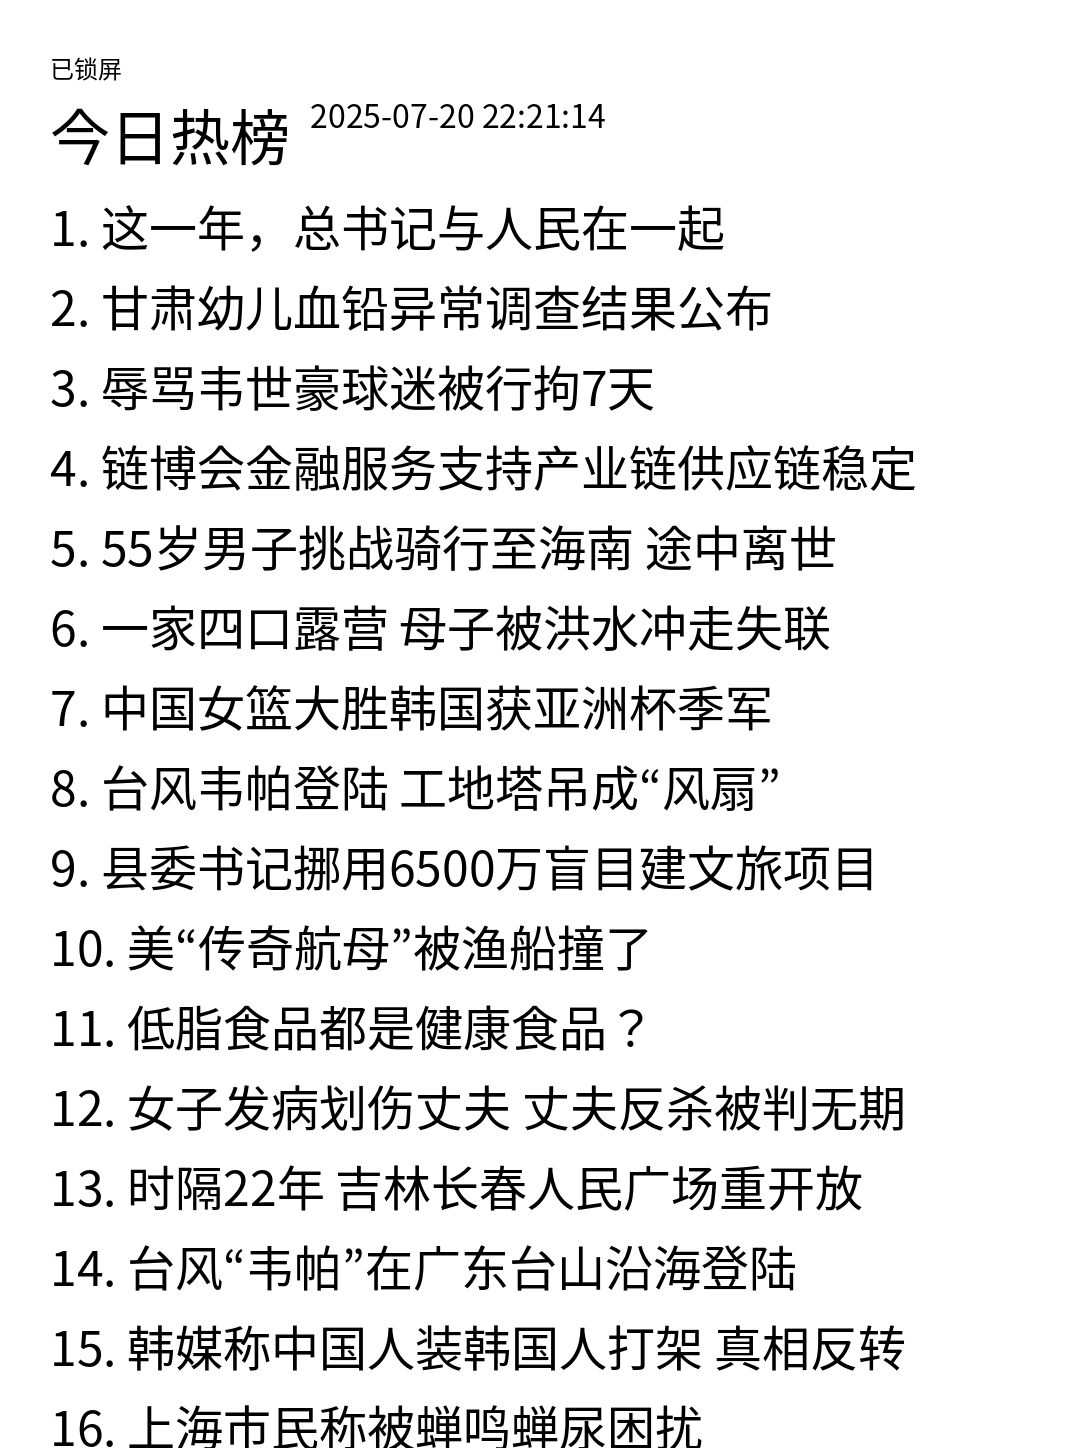 已锁屏
今日热榜 2025-07-20 22:21:14
1. 这一年，总书记与人民在一起
2. 甘肃幼儿血铅异常调查结果公布
3. 辱骂韦世豪球迷被行拘7天
4. 链博会金融服务支持产业链供应链稳定
5. 55岁男子挑战骑行至海南 途中离世
6. 一家四口露营 母子被洪水冲走失联
7. 中国女篮大胜韩国获亚洲杯季军
8. 台风韦帕登陆 工地塔吊成“风扇”
9. 县委书记挪用6500万盲目建文旅项目
10. 美“传奇航母”被渔船撞了
11. 低脂食品都是健康食品？
12. 女子发病划伤丈夫 丈夫反杀被判无期
13. 时隔22年 吉林长春人民广场重开放
14. 台风“韦帕”在广东台山沿海登陆
15. 韩媒称中国人装韩国人打架 真相反转
16. 上海市民称被蝉鸣蝉尿困扰